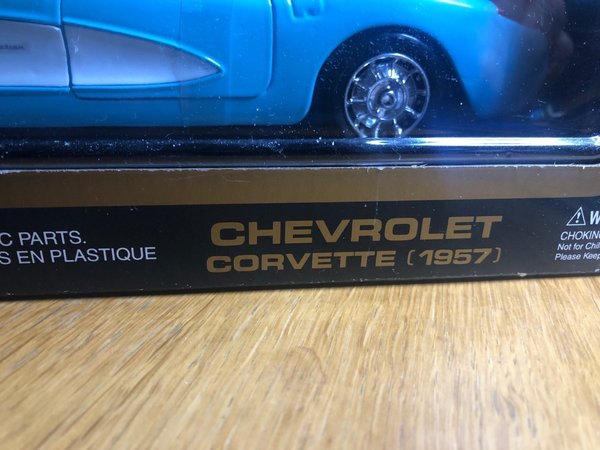 C PARTS.
S EN PLASTIQUE
CHEVROLET
CORVETTE (1957)
W
CHOKING
Not for Chil
Please Keep